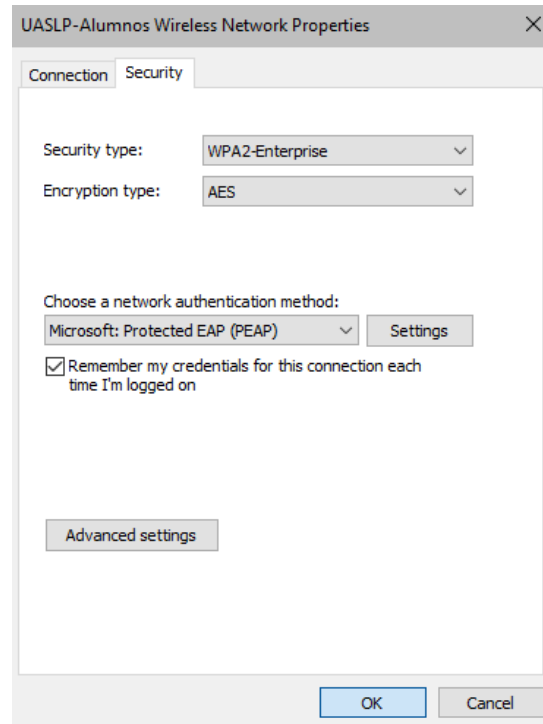 UASLP-Alumnos Wireless Network Properties
Connection Security
Security type: WPA2-Enterprise
Encryption type: AES
Choose a network authentication method:
Microsoft: Protected EAP (PEAP) Settings
Remember my credentials for this connection each
time I'm logged on
Advanced settings
OK Cancel